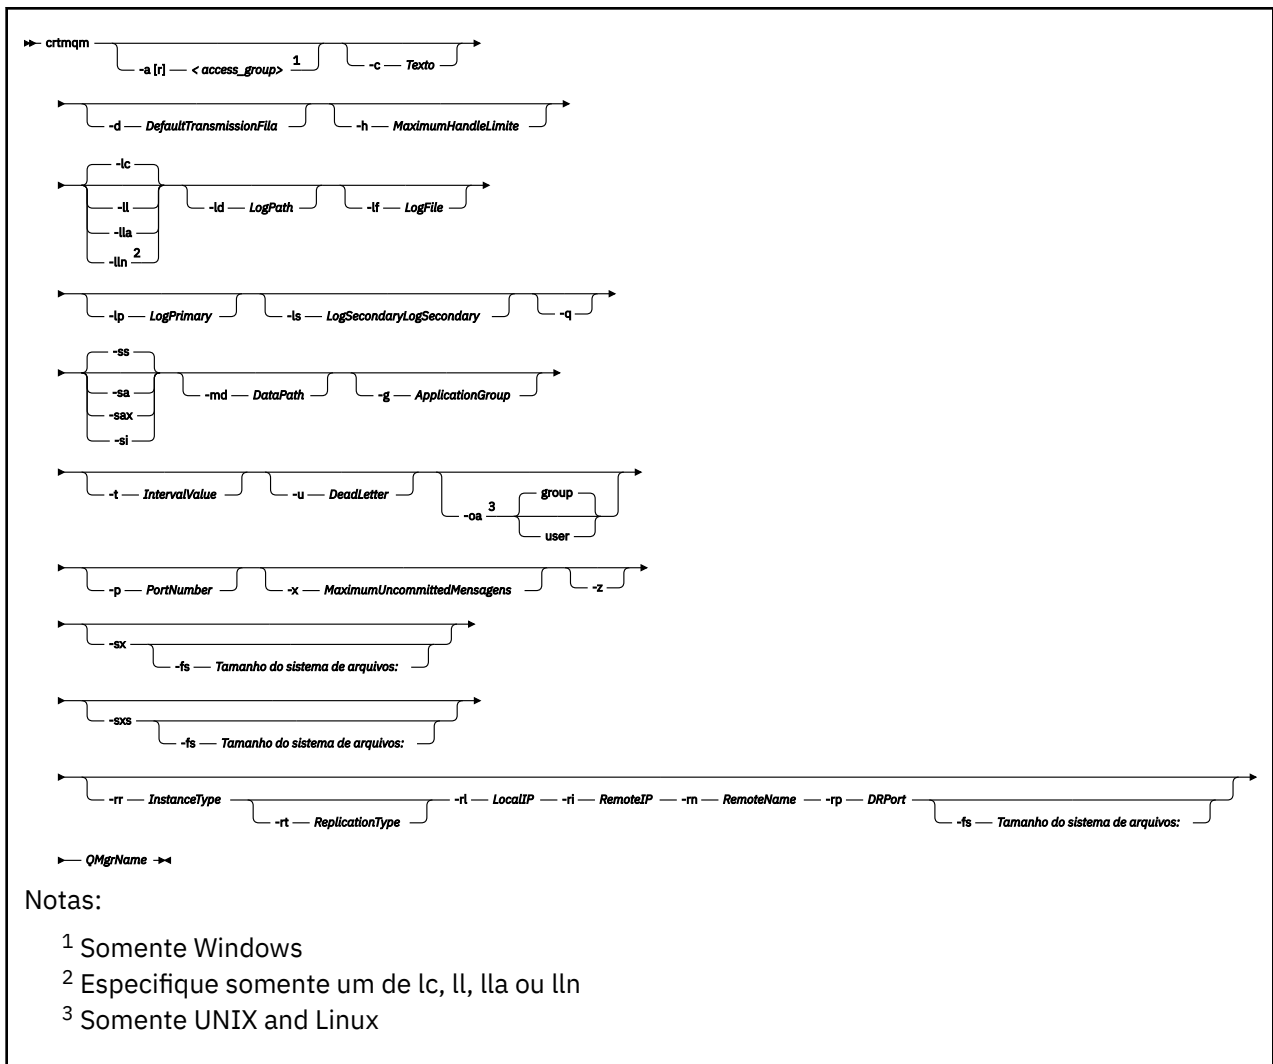 crtmqm
-a [r] < access_group> 1 -c Texto
-d DefaultTransmissionFila -h MaximumHandleLimite
-lc
-ll -ld LogPath -lf LogFile
-lla
-lln 2
-lp LogPrimary -ls LogSecondaryLogSecondary -q
-ss
-sa -md DataPath -g ApplicationGroup
-sax
-si
-t IntervalValue -u DeadLetter group
-oa 3
user
-p PortNumber -x MaximumUncommittedMensagens -z
-sx
-fs Tamanho do sistema de arquivos:
-sxs
-fs Tamanho do sistema de arquivos:
-rr InstanceType -rl LocalIP -ri RemoteIP -rn RemoteName -rp DRPort
-rt ReplicationType -fs Tamanho do sistema de arquivos:
QMgrName
Notas:
1 Somente Windows
2 Especifique somente um de lc, ll, lla ou lln
3 Somente UNIX and Linux